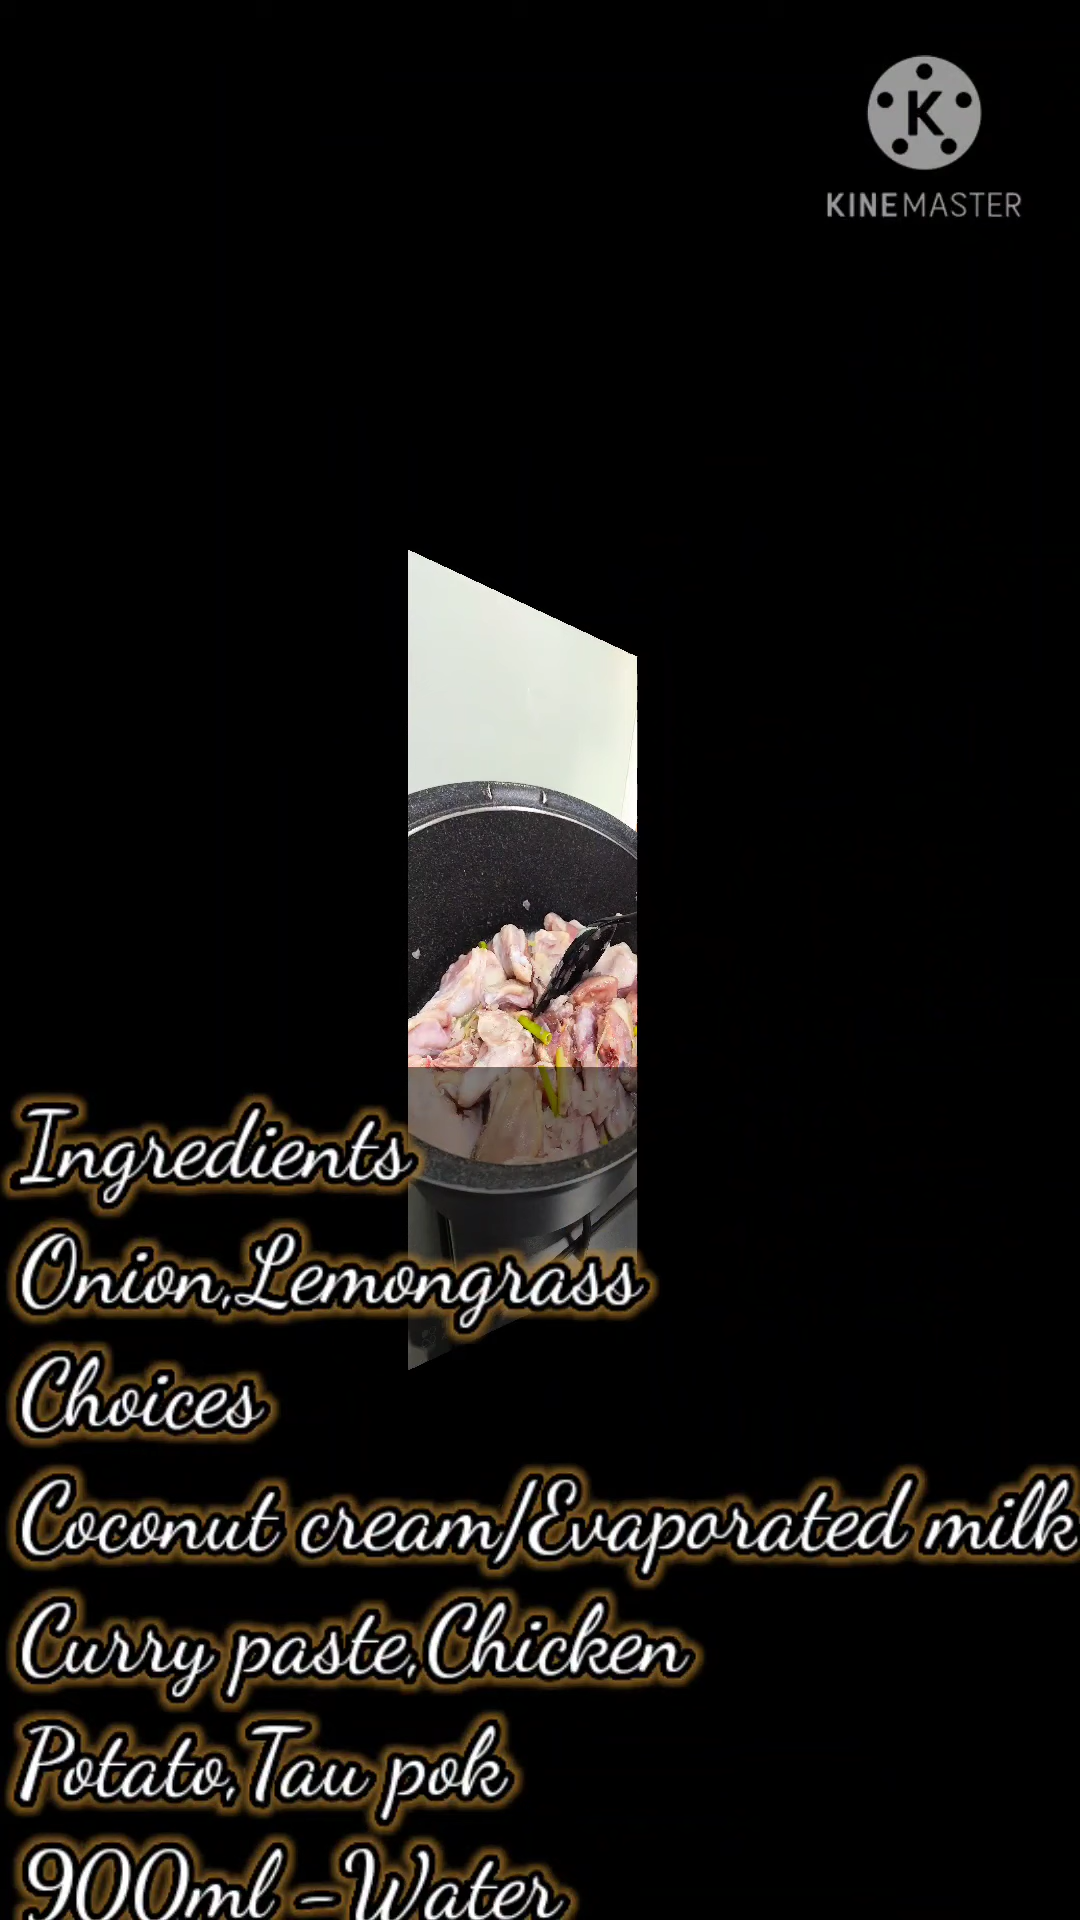 K
KINEMASTER
Ingredients
Onion,Lemongrass
Choices
Coconut cream/Evaporated milk
Curry paste,Chicken
Potato,Tau pok
900ml -Water